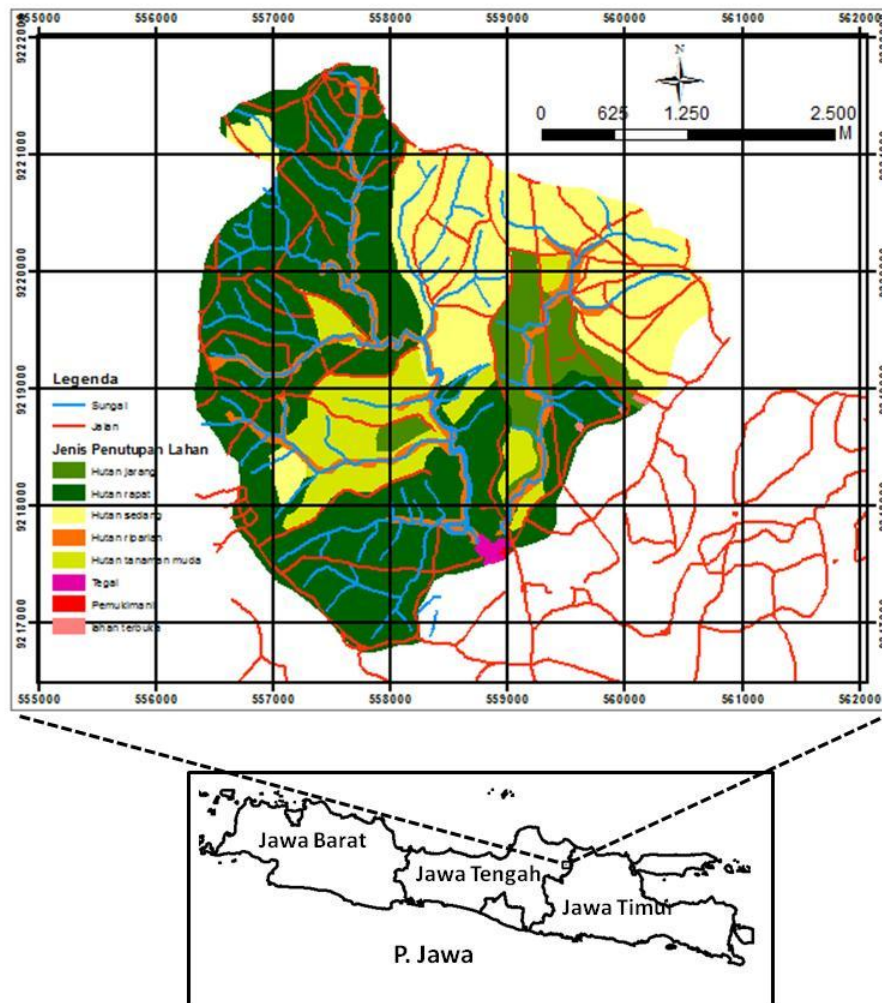 555000 556000 557000 558000 559000 560000 561000 562000
9222000
9221000
9220000
9219000
9218000
9217000
N
0 625 1.250 2.500
M
Legenda
Sungai
Jalan
Jenis Penutupan Lahan
Hutan jarang
Hutan rapat
Hutan sedang
Hutan riparian
Hutan tanaman muda
Tegal
Pemukimani
lahan terbuka
555000 556000 557000 558000 559000 560000 561000 562000
Jawa Barat
Jawa Tengah
Jawa Timur
P. Jawa